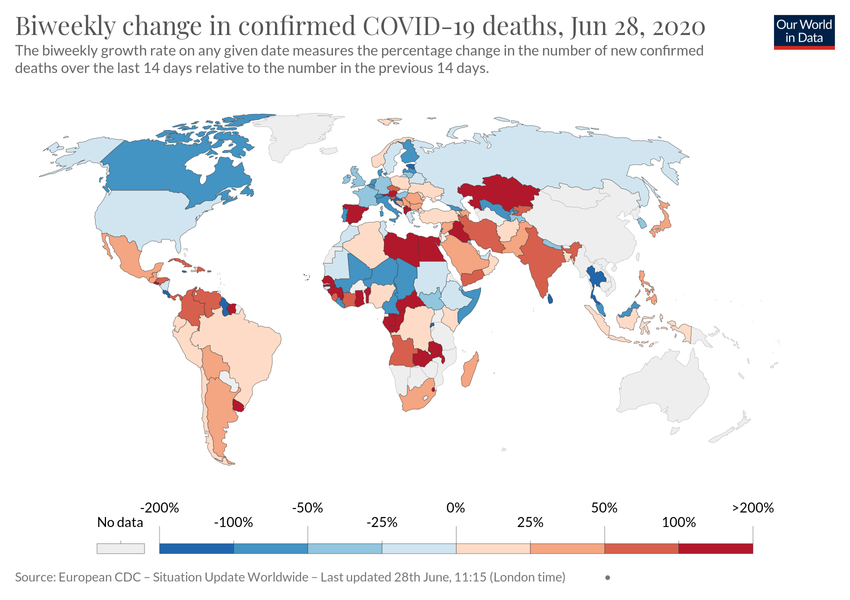 Biweekly change in confirmed COVID-19 deaths, Jun 28, 2020
Our World
in Data
The biweekly growth rate on any given date measures the percentage change in the number of new confirmed
deaths over the last 14 days relative to the number in the previous 14 days.
-200% -50% 0% 50% >200%
No data -100% -25% 25% 100%
Source: European CDC – Situation Update Worldwide – Last updated 28th June, 11:15 (London time)